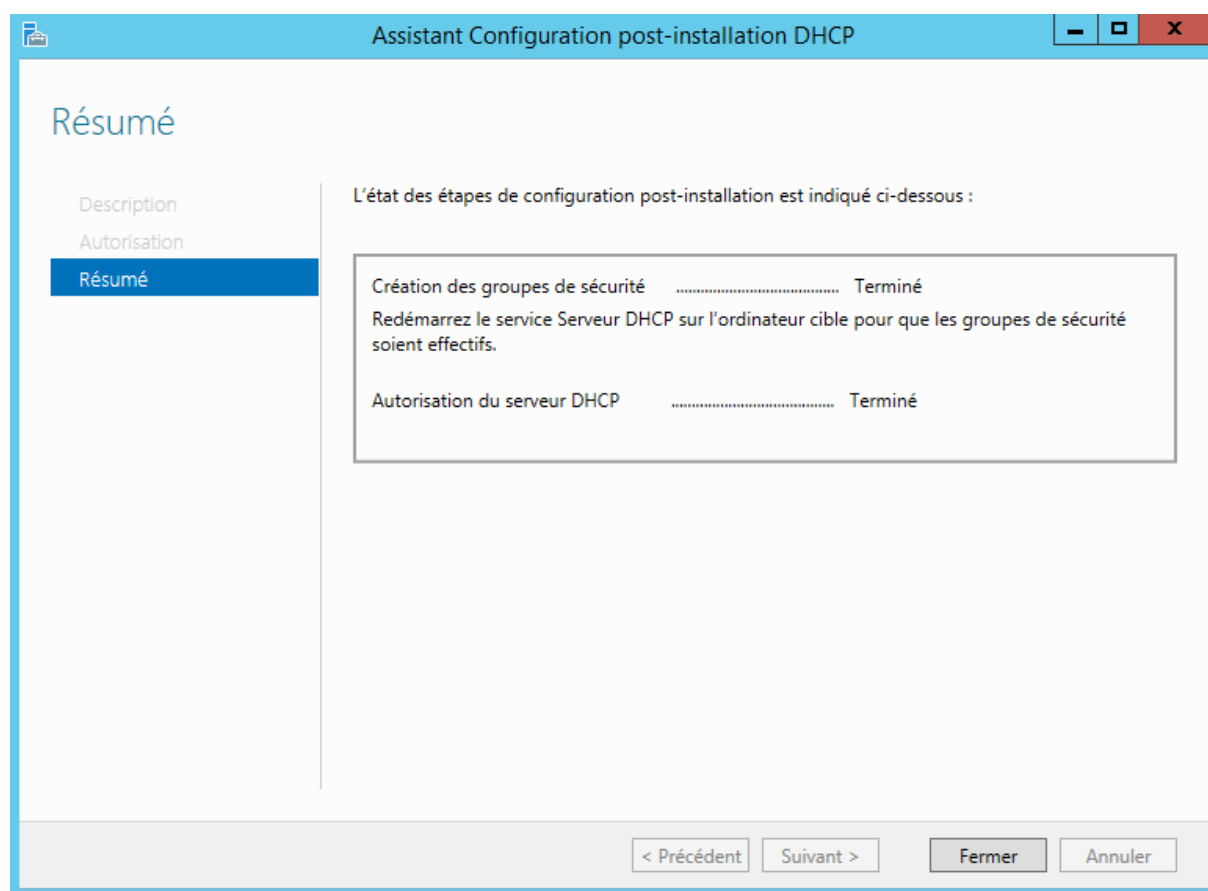 Assistant Configuration post-installation DHCP
X
Résumé
Description
Autorisation
Résumé
L'état des étapes de configuration post-installation est indiqué ci-dessous :
Création des groupes de sécurité ........................................ Terminé
Redémarrez le service Serveur DHCP sur l'ordinateur cible pour que les groupes de sécurité
soient effectifs.
Autorisation du serveur DHCP ........................................ Terminé
< Précédent
Suivant >
Fermer
Annuler